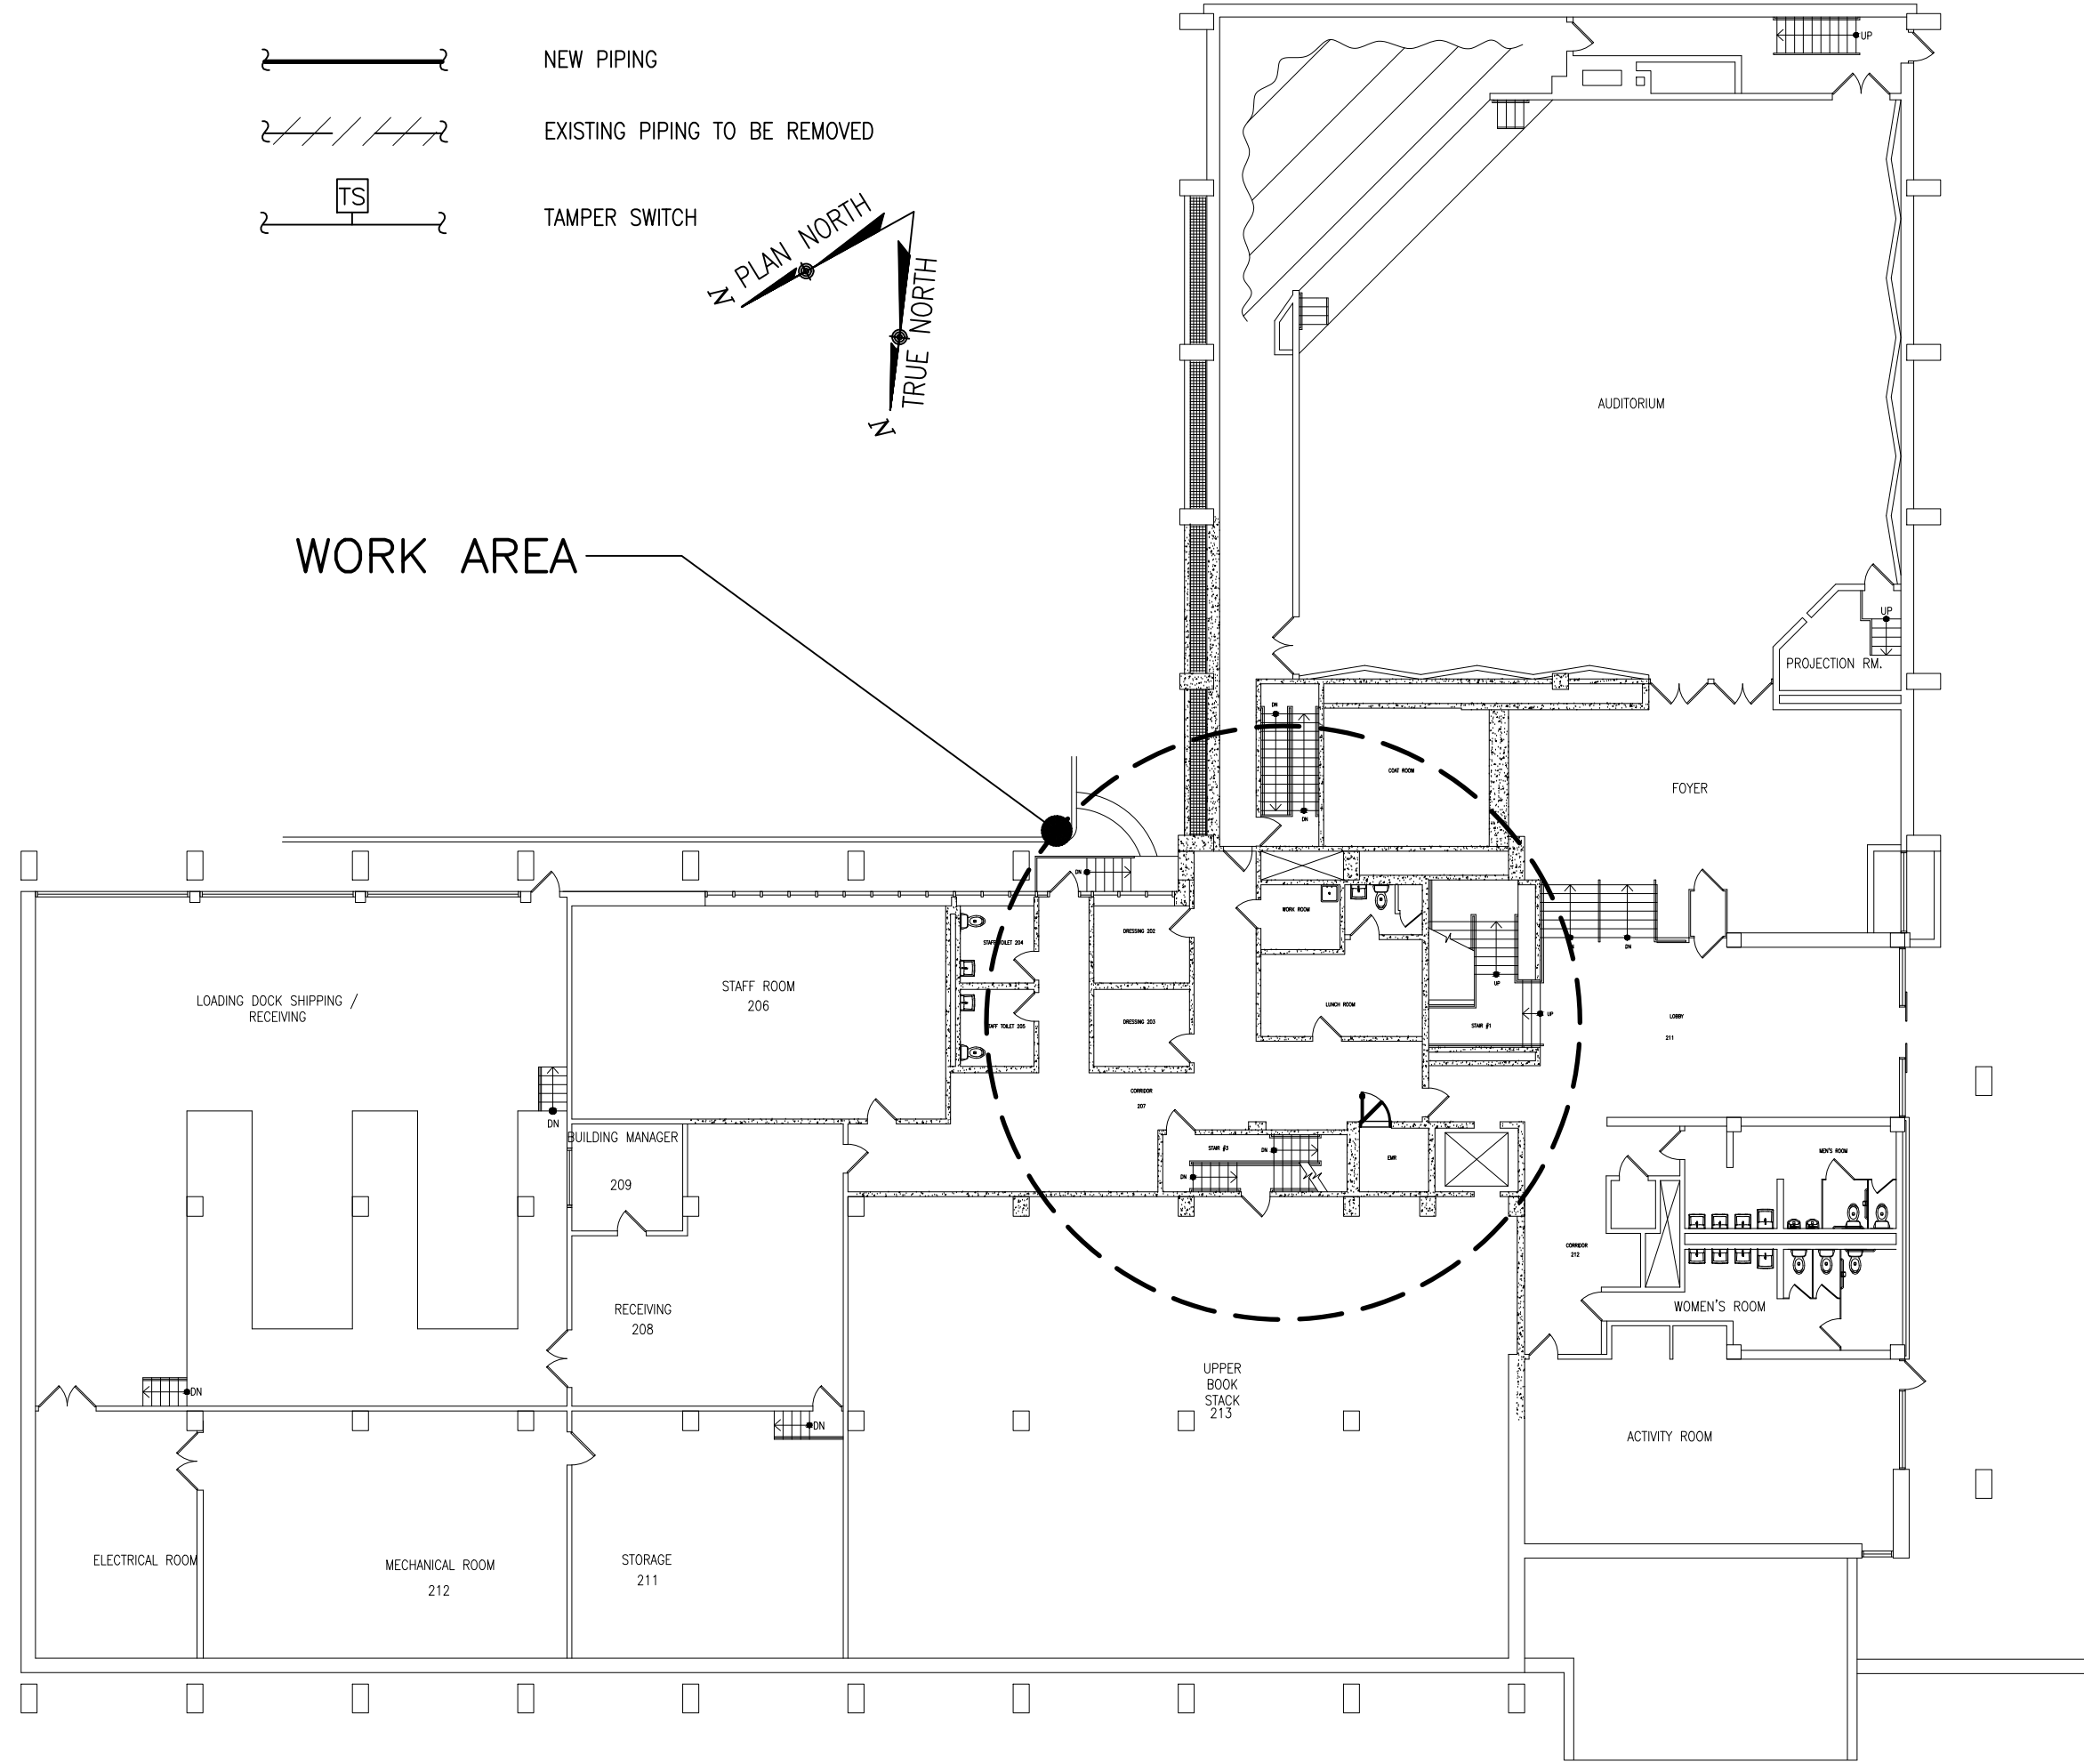 NEW PIPING
EXISTING PIPING TO BE REMOVED
TS
TAMPER SWITCH
PLAN NORTH
N
TRUE NORTH
N
WORK AREA
UP
AUDITORIUM
UP
PROJECTION RM.
DN
DN
COAT ROOM
FOYER
DN
WORK ROOM
DRESSING 202
STAFF TOILET 204
DN
STAFF ROOM
206
LOADING DOCK SHIPPING /
RECEIVING
UP
LUNCH ROOM
DRESSING 203
TAFF TOILET 205
STAIR #1
UP
LOBBY
211
CORRIDOR
207
DN
BUILDING MANAGER
209
STAIR #3
DN
DN
EMR
MEN'S ROOM
CORRIDOR
212
WOMEN'S ROOM
RECEIVING
208
UPPER
BOOK
STACK
213
DN
DN
ACTIVITY ROOM
ELECTRICAL ROOM
MECHANICAL ROOM
212
STORAGE
211